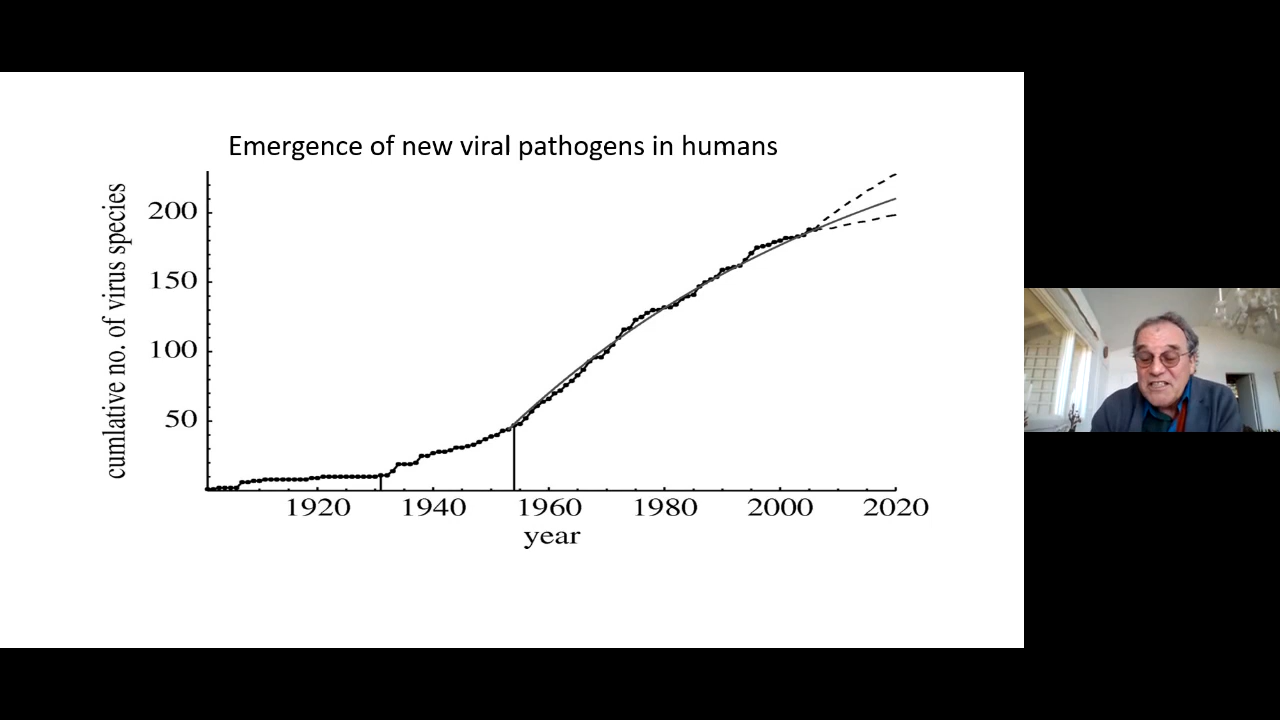 Emergence of new viral pathogens in humans
cumlative no. of virus species
200
150
100
50
1920 1940 1960 1980 2000 2020
year